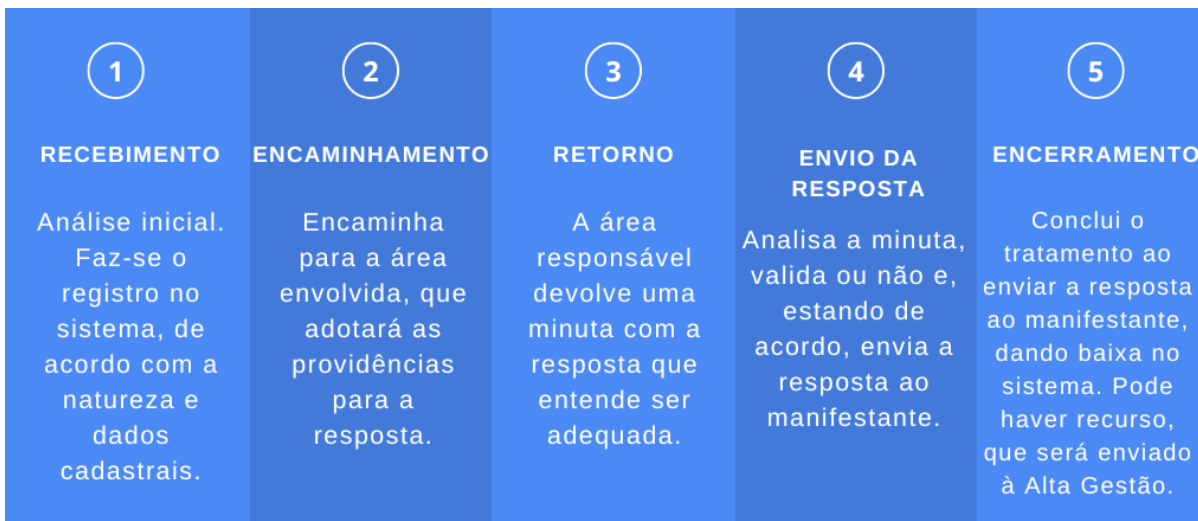 1
RECEBIMENTO
Análise inicial.
Faz-se o
registro no
sistema, de
acordo com a
natureza e
dados
cadastrais.
2
ENCAMINHAMENTO
Encaminha
para a área
envolvida, que
adotará as
providências
para a
resposta.
3
RETORNO
A área
responsável
devolve uma
minuta com a
resposta que
entende ser
adequada.
4
ENVIO DA
RESPOSTA
Analisa a minuta,
valida ou não e,
estando de
acordo, envia a
resposta ao
manifestante.
5
ENCERRAMENTO
Conclui o
tratamento ao
enviar a resposta
ao manifestante,
dando baixa no
sistema. Pode
haver recurso,
que será enviado
à Alta Gestão.